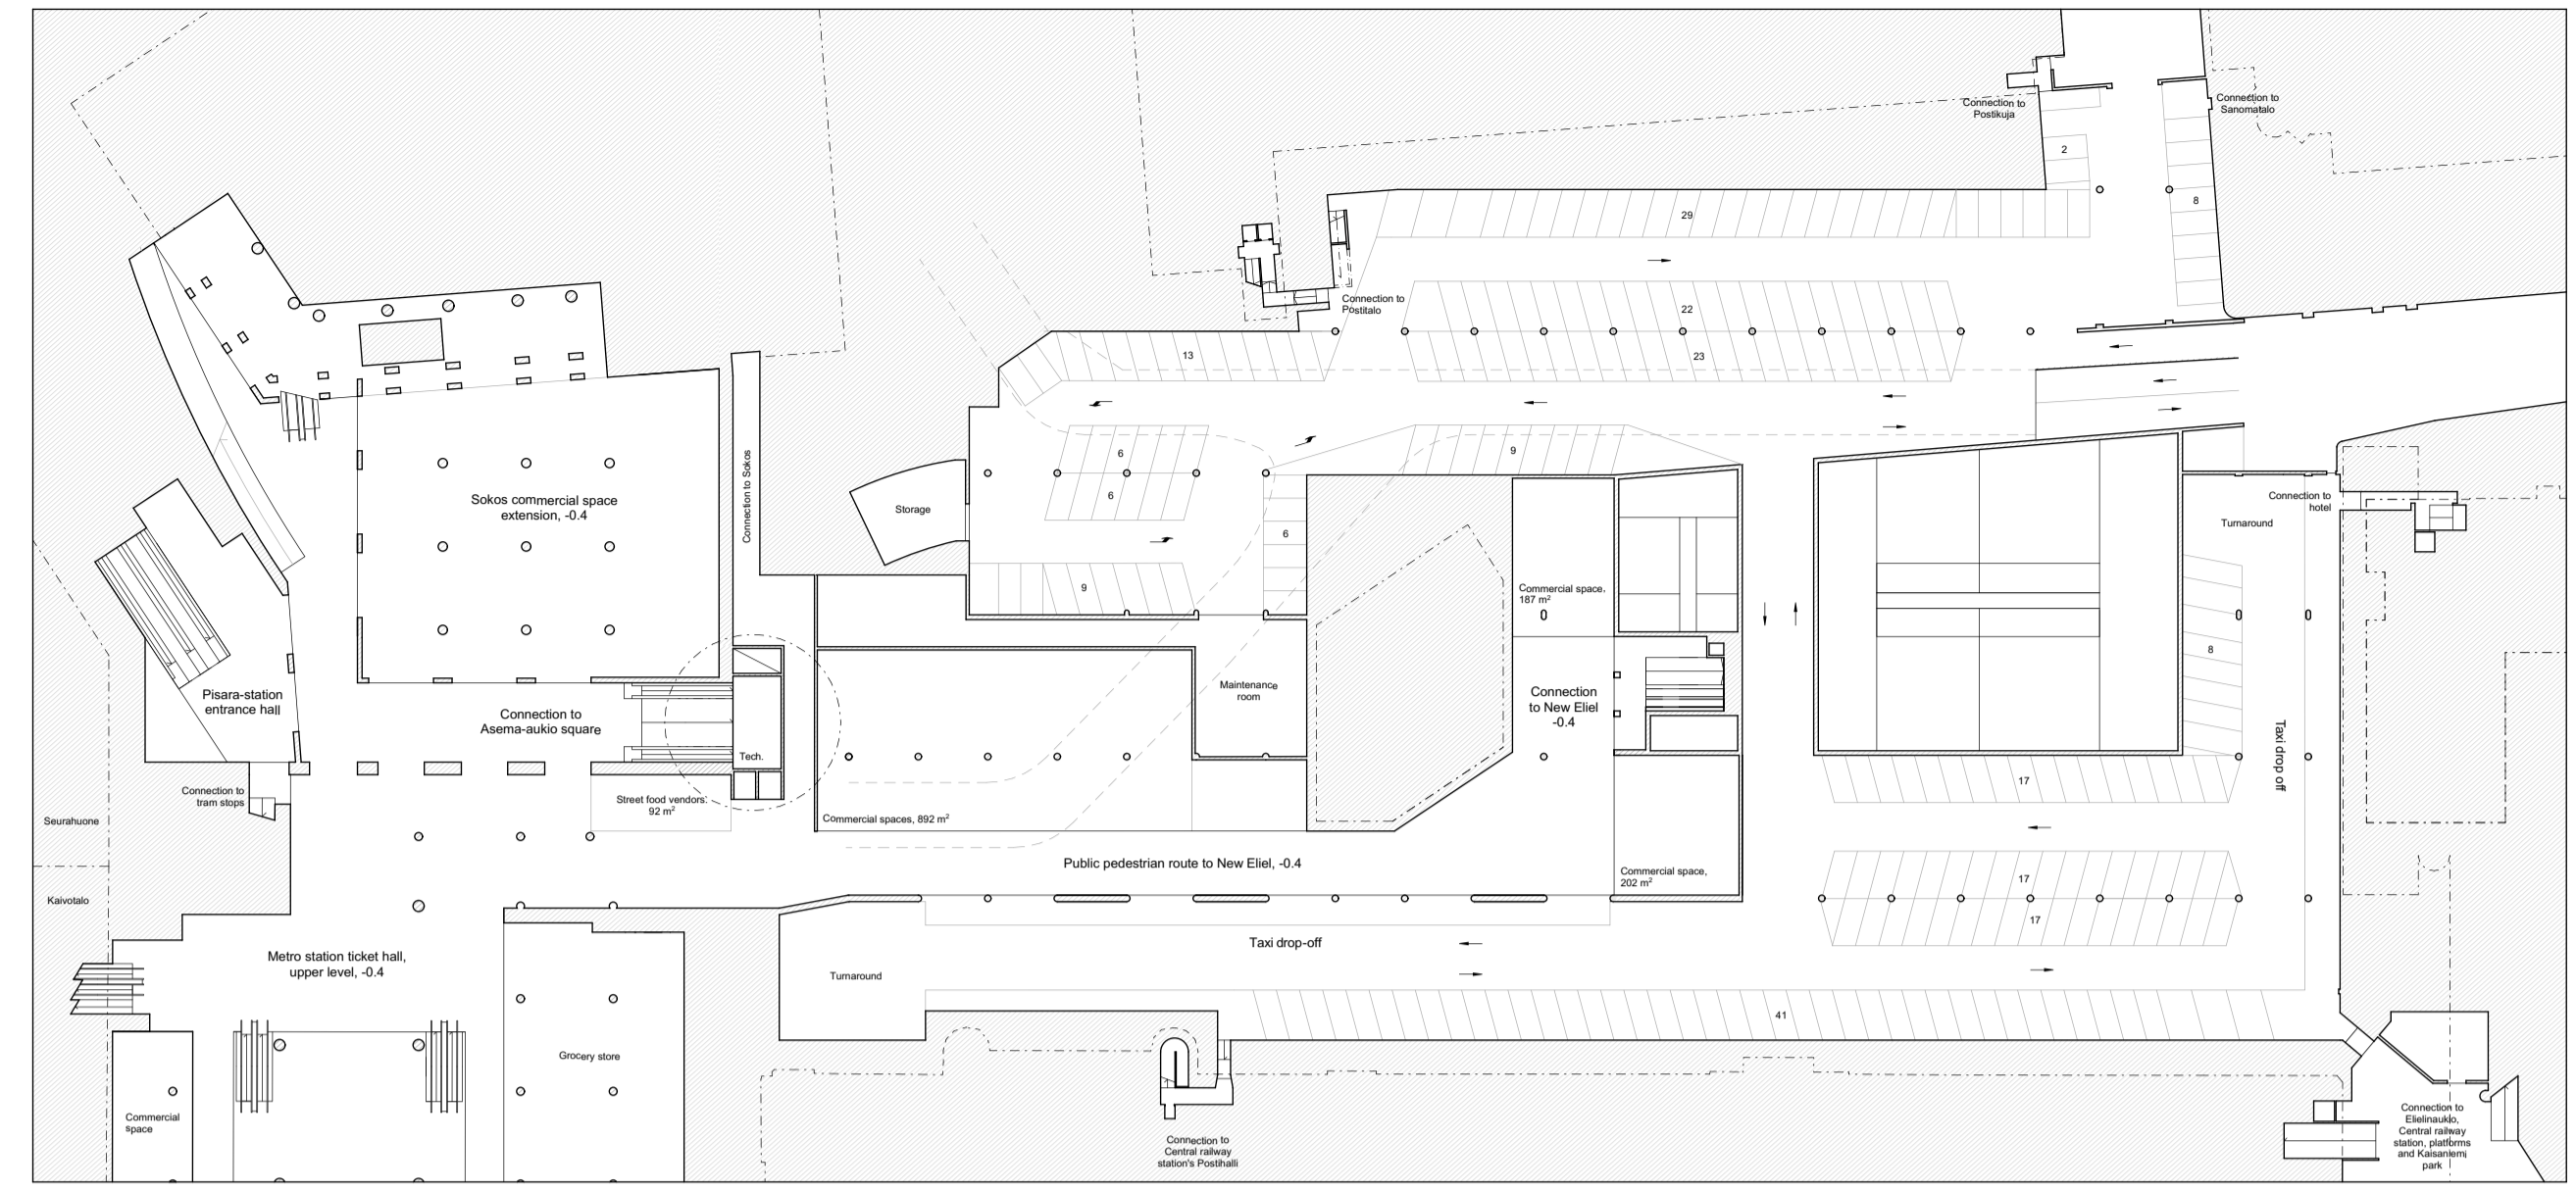 Connection to
Postikuja
Connection to
Sanomatalo
2
8
29
Connection to
Postitalo
22
13
23
Connection to Sokos
6
6
9
Sokos commercial space
extension, -0.4
Storage
Connection to
hotel
Turnaround
6
9
Commercial space,
187 m²
8
Pisara-station
entrance hall
Connection to
Asema-aukio square
Maintenance
room
Connection
to New Eliel
-0.4
Tech.
Taxi drop off
17
Connection to
tram stops
Street food vendors.
92 m²
Commercial spaces, 892 m²
Seurahuone
Public pedestrian route to New Eliel, -0.4
Commercial space,
202 m²
17
Kaivotalo
17
Metro station ticket hall,
upper level, -0.4
Taxi drop-off
Turnaround
41
Grocery store
Commercial
space
Connection to
Central railway
station's Postihalli
Connection to
Elielinaukio,
Central railway
station, platforms
and Kaisaniemi
park